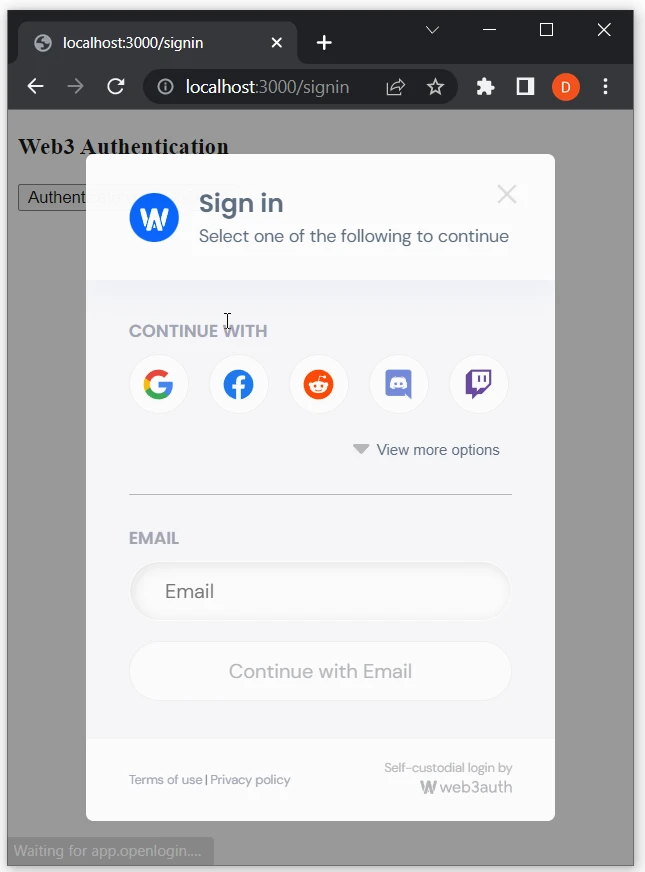 localhost:3000/signin
localhost:3000/signin
D
Web3 Authentication
Authent
Sign in
Select one of the following to continue
CONTINUE WITH
View more options
EMAIL
Email
Continue with Email
Terms of use | Privacy policy
Self-custodial login by
web3auth
Waiting for app.openlogin....